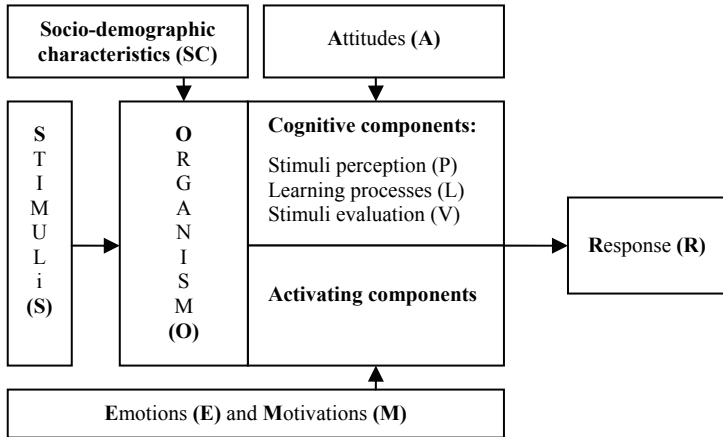 Socio-demographic
characteristics (SC)
Attitudes (A)
S
T
I
M
U
L
i
(S)
O
R
G
A
N
I
S
M
(O)
Cognitive components:
Stimuli perception (P)
Learning processes (L)
Stimuli evaluation (V)
Activating components
Response (R)
Emotions (E) and Motivations (M)